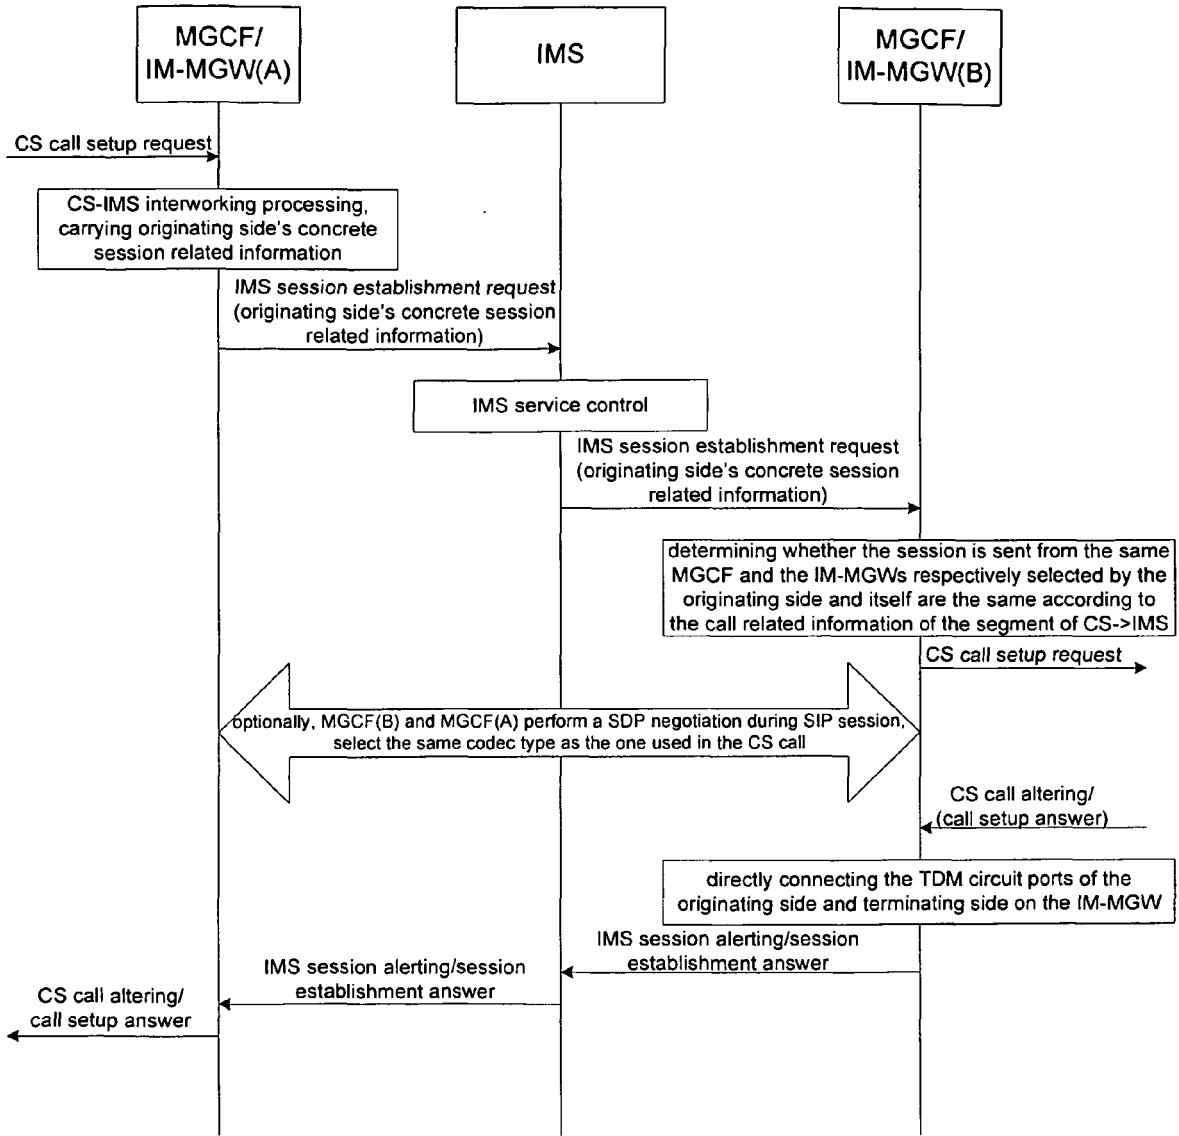 MGCF/
IM-MGW(A)
IMS
MGCF/
IM-MGW(B)
CS call setup request
CS-IMS interworking processing,
carrying originating side's concrete
session related information
IMS session establishment request
(originating side's concrete session
related information)
IMS service control
IMS session establishment request
(originating side's concrete session
related information)
determining whether the session is sent from the same
MGCF and the IM-MGWs respectively selected by the
originating side and itself are the same according to
the call related information of the segment of CS->IMS
CS call setup request
optionally, MGCF(B) and MGCF(A) perform a SDP negotiation during SIP session,
select the same codec type as the one used in the CS call
CS call altering/
(call setup answer)
directly connecting the TDM circuit ports of the
originating side and terminating side on the IM-MGW
IMS session alerting/session
establishment answer
IMS session alerting/session
establishment answer
CS call altering/
call setup answer